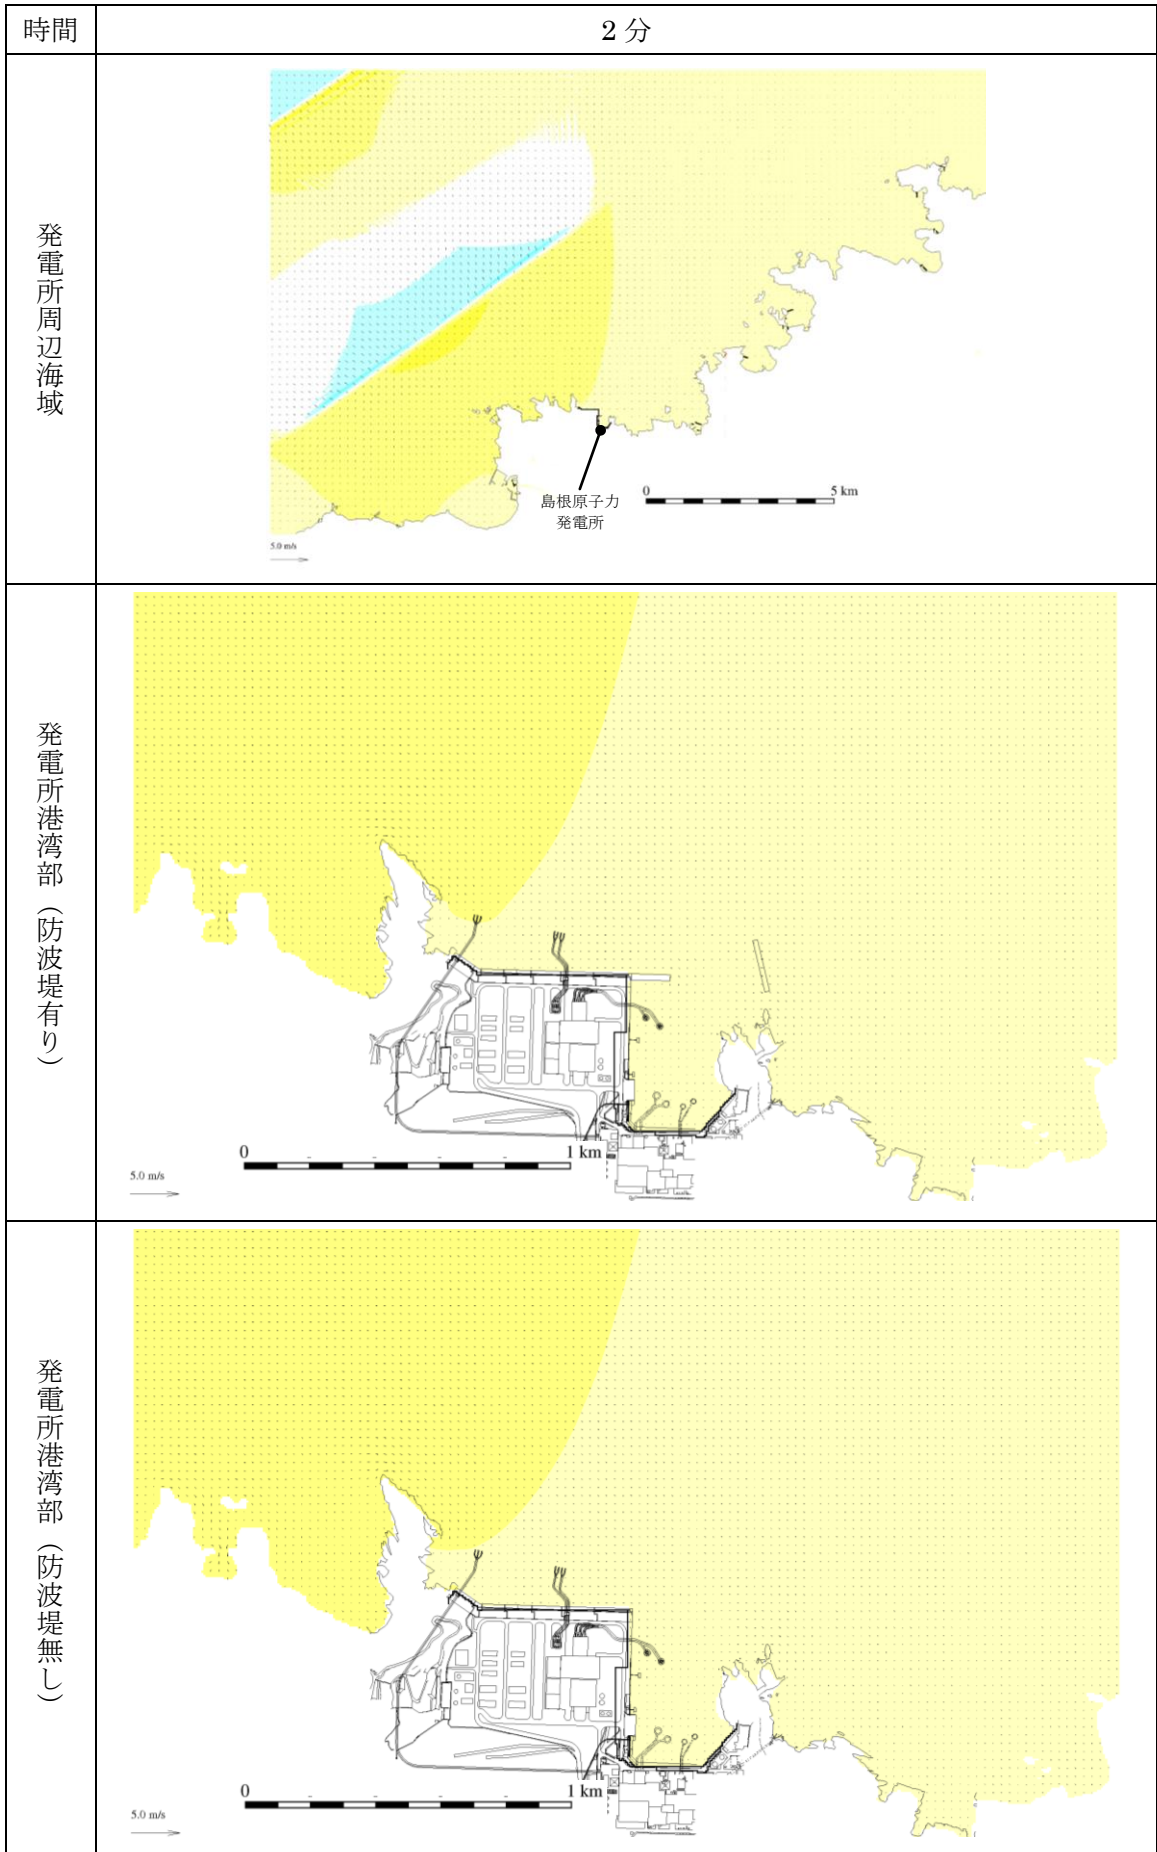 時間
2 分
発電所周辺海域
島根原子力
発電所
0
5 km
5.0 m/s
発電所港湾部（防波堤有り）
0
1 km
5.0 m/s
発電所港湾部（防波堤無し）
0
1 km
5.0 m/s